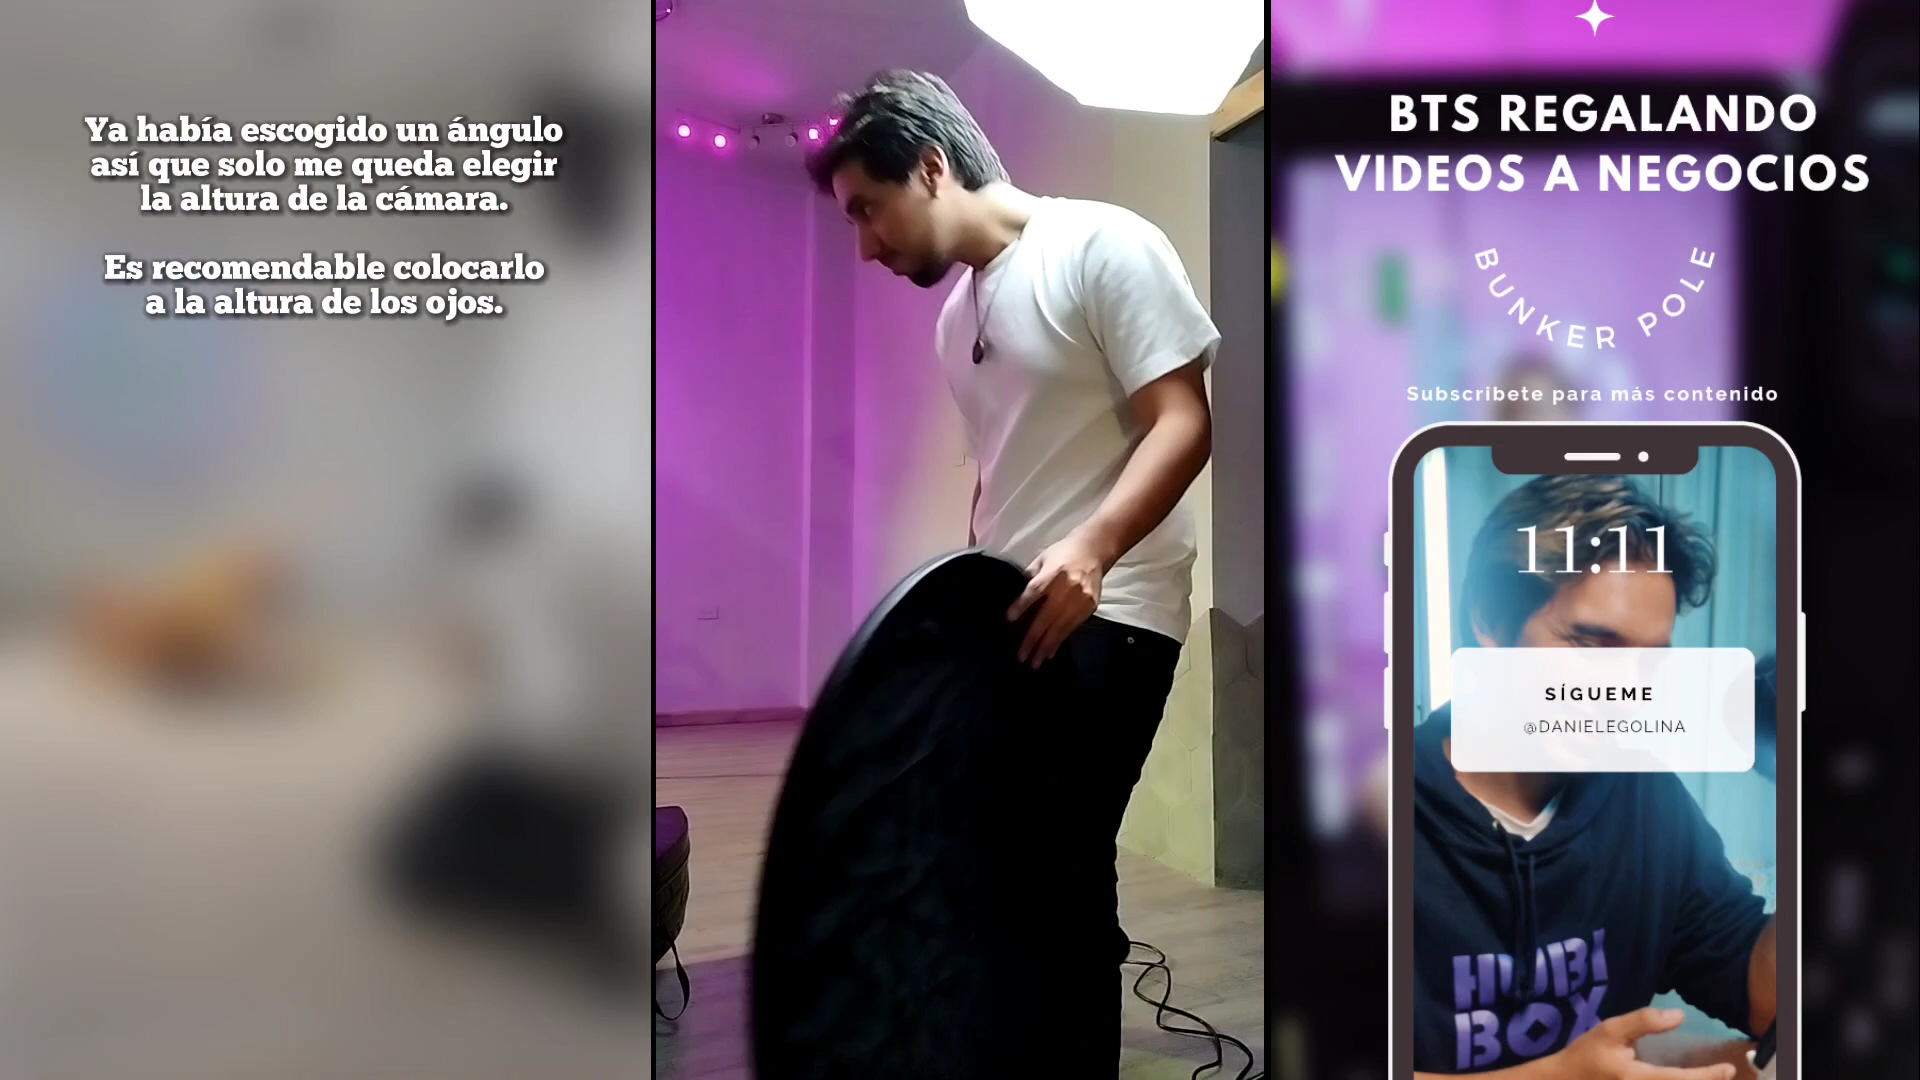 Ya había escogido un ángulo
así que solo me queda elegir
la altura de la cámara.
Es recomendable colocarlo
a la altura de los ojos.
BTS REGALANDO
VIDEOS A NEGOCIOS
BUNKER POLE
Subscribete para más contenido
11:11
SÍGUEME
@DANIELEGOLINA
HUBI
BOX